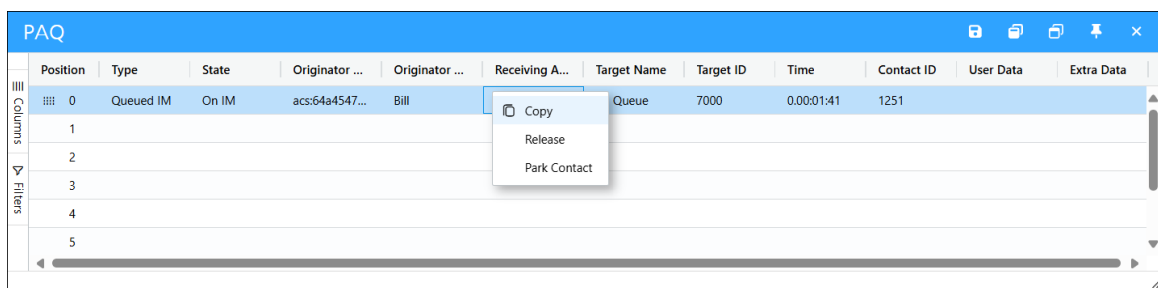 PAQ
Position Type State Originator ... Originator ... Receiving A... Target Name Target ID Time Contact ID User Data Extra Data
0 Queued IM On IM acs:64a4547... Bill Queue 7000 0.00:01:41 1251
Copy
Release
Park Contact
1
2
3
4
5
Columns
Filters